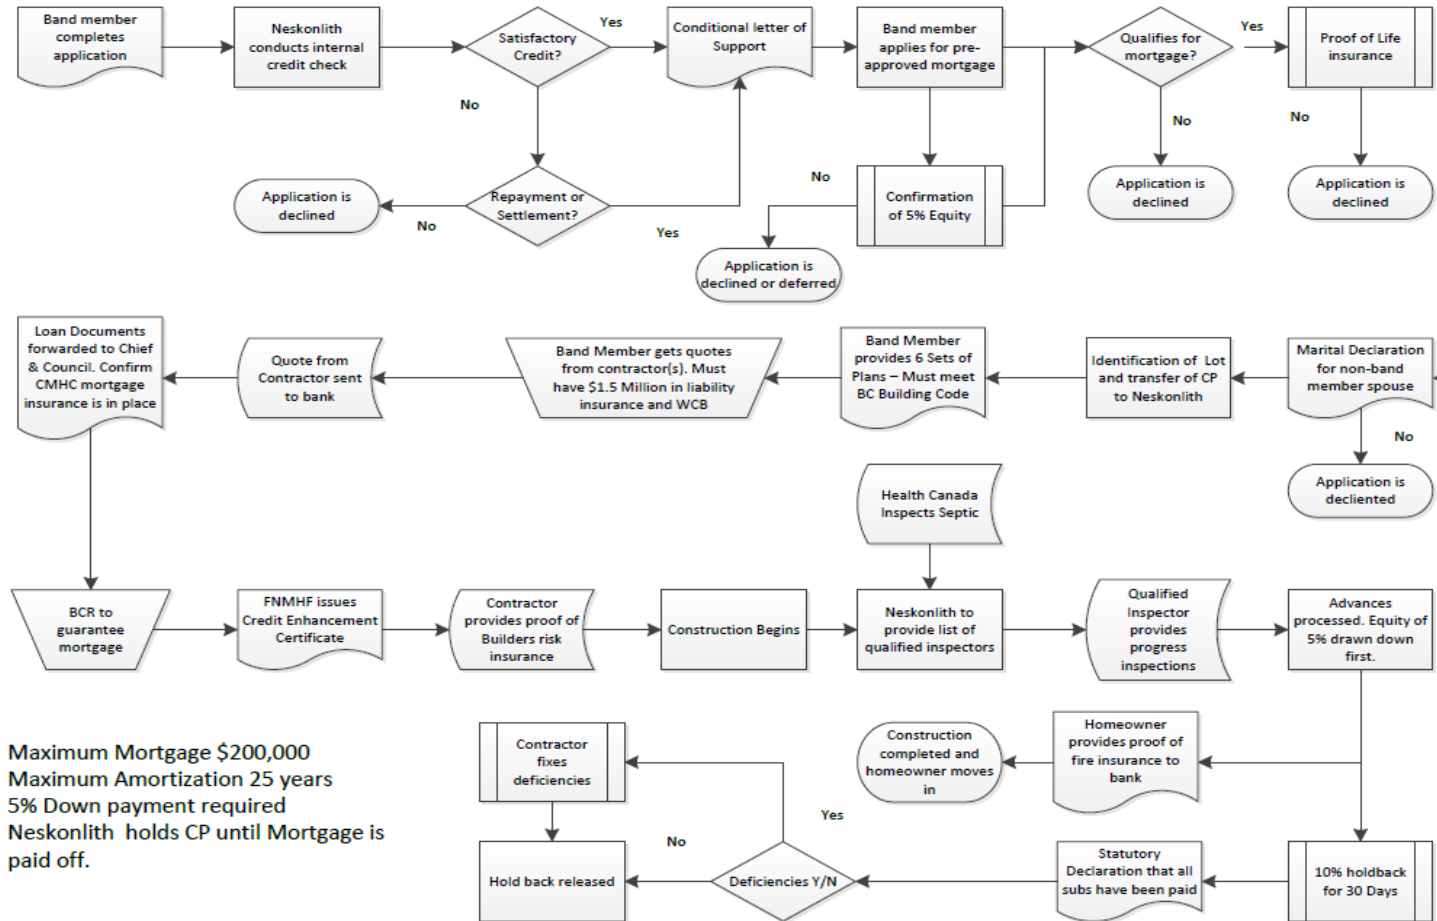 Band member
completes
application
Neskonlith
conducts internal
credit check
Satisfactory
Credit?
Yes
No
Conditional letter of
Support
Band member
applies for pre-
approved mortgage
Qualifies for
mortgage?
Yes
No
Proof of Life
insurance
No
Application is
declined
No
Repayment or
Settlement?
Yes
No
Confirmation
of 5% Equity
Application is
declined or deferred
Application is
declined
Application is
declined
Loan Documents
forwarded to Chief
& Council. Confirm
CMHC mortgage
insurance is in place
Quote from
Contractor sent
to bank
Band Member gets quotes
from contractor(s). Must
have $1.5 Million in liability
insurance and WCB
Band Member
provides 6 Sets of
Plans – Must meet
BC Building Code
Identification of Lot
and transfer of CP
to Neskonlith
Marital Declaration
for non-band
member spouse
No
Application is
decliented
Health Canada
Inspects Septic
BCR to
guarantee
mortgage
FNMHF issues
Credit Enhancement
Certificate
Contractor
provides proof of
Builders risk
insurance
Construction Begins
Neskonlith to
provide list of
qualified inspectors
Qualified
Inspector
provides
progress
inspections
Advances
processed. Equity of
5% drawn down
first.
Maximum Mortgage $200,000
Maximum Amortization 25 years
5% Down payment required
Neskonlith holds CP until Mortgage is
paid off.
Contractor
fixes
deficiencies
Construction
completed and
homeowner moves
in
Homeowner
provides proof of
fire insurance to
bank
Yes
No
Hold back released
Deficiencies Y/N
Statutory
Declaration that all
subs have been paid
10% holdback
for 30 Days